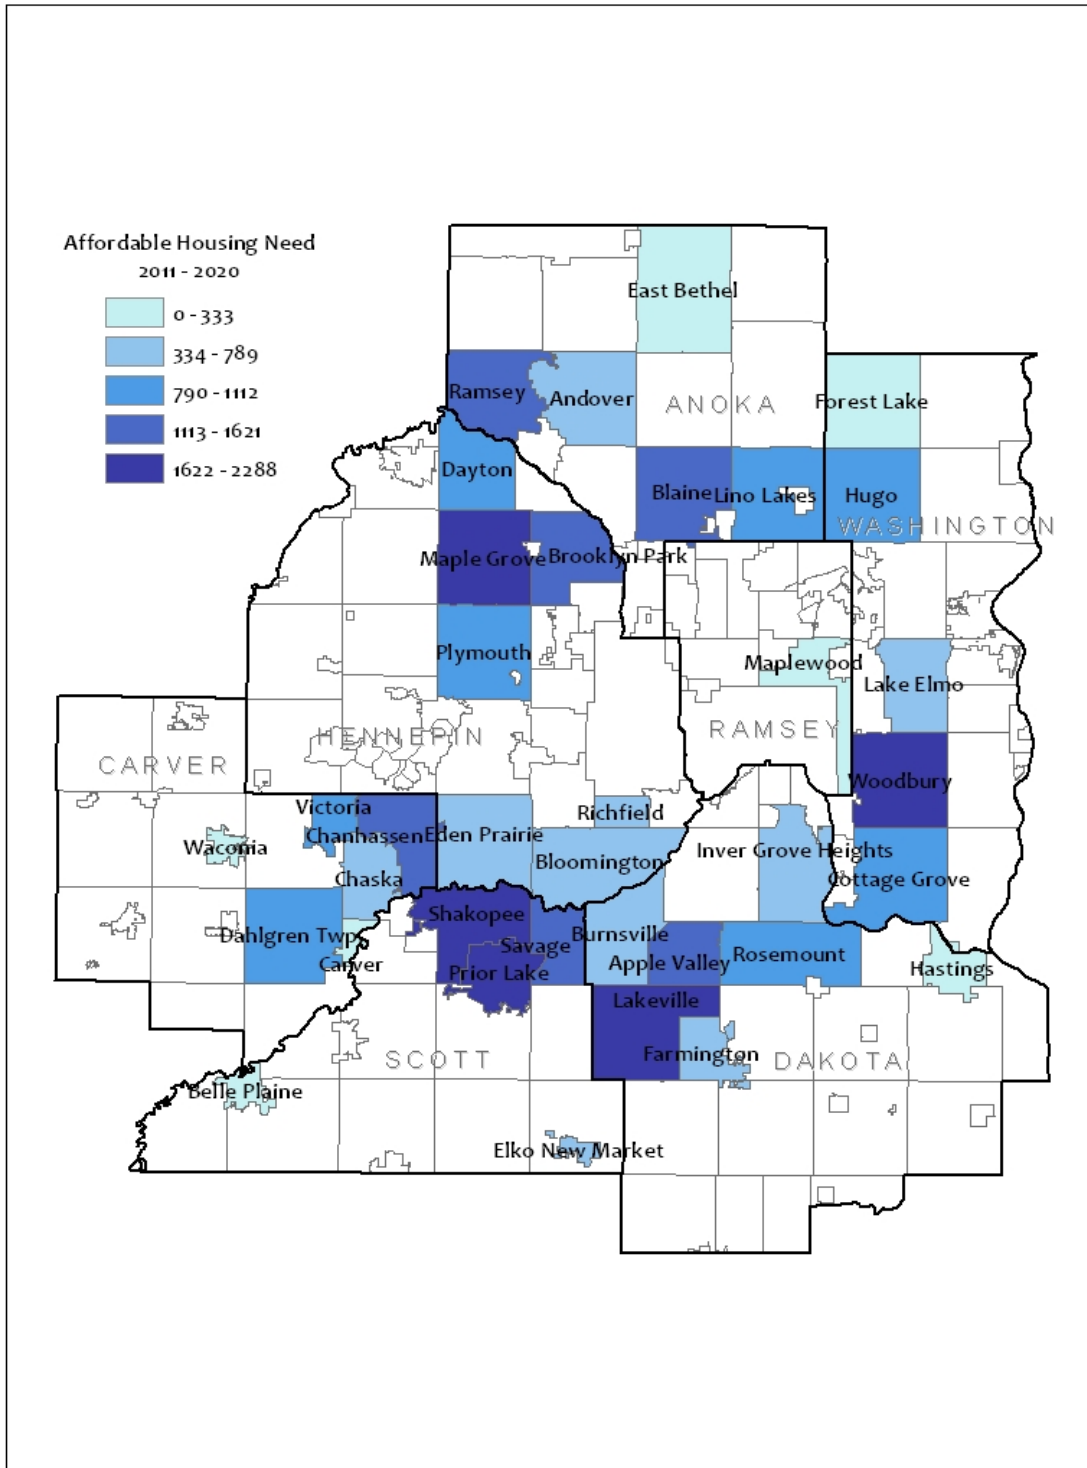 Affordable Housing Need
2011 - 2020
0 - 333
334 - 789
790 - 1112
1113 - 1621
1622 - 2288
East Bethel
Ramsey
Andover
ANOKA
Forest Lake
Dayton
Blaine
Lino Lakes
Hugo
WASHINGTON
Maple Grove
Brooklyn Park
Plymouth
Maplewood
Lake Elmo
HENNEPIN
RAMSEY
CARVER
Woodbury
Victoria
Richfield
Chanhassen
Eden Prairie
Waconia
Bloomington
Inver Grove Heights
Chaska
Cottage Grove
Shakopee
Dahlgren Twp
Savage
Burnsville
Carver
Prior Lake
Apple Valley
Rosemount
Hastings
Lakeville
SCOTT
Farmington
DAKOTA
Belle Plaine
Elko New Market